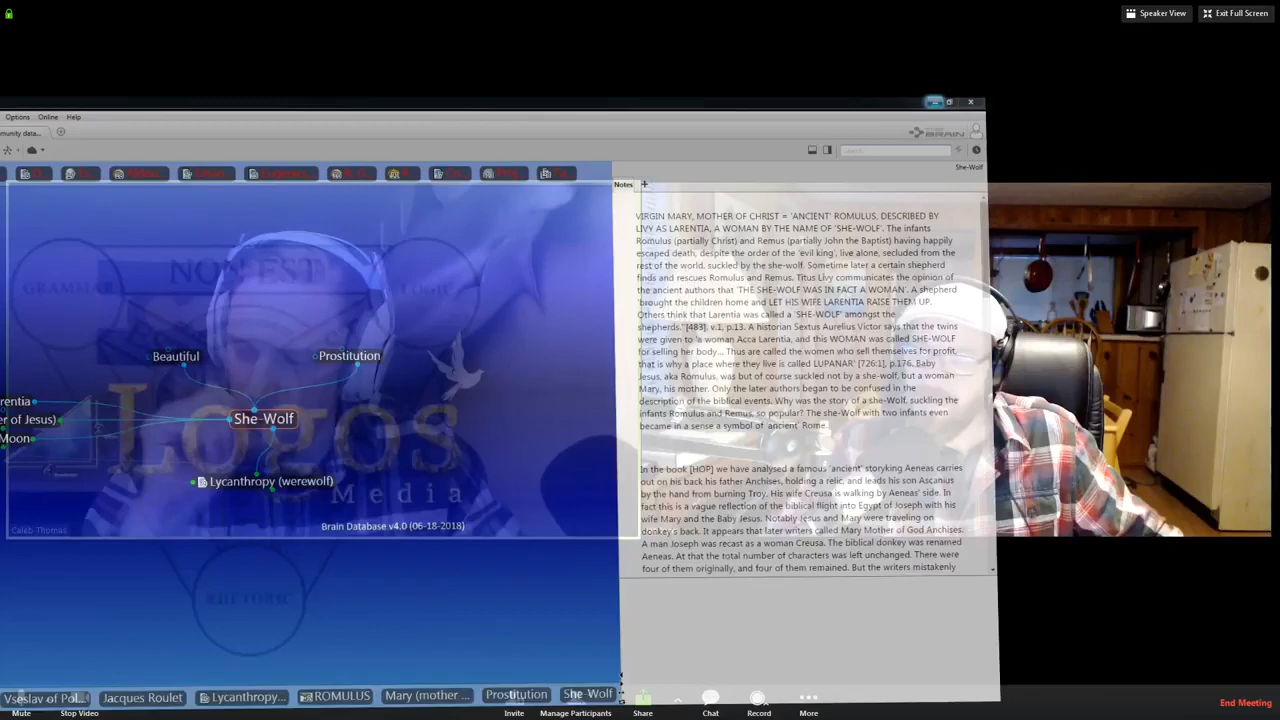 Speaker View
Exit Full Screen
Options Online Help
munity data...
THE BRAIN
She-Wolf
Notes
Beautiful
Prostitution
rentia
er of Jesus)
Moon
She-Wolf
Lycanthropy (werewolf)
Logos
Media
Caleb Thomas
Brain Database v4.0 (06-18-2018)
RHETORIC
VIRGIN MARY, MOTHER OF CHRIST = 'ANCIENT' ROMULUS, DESCRIBED BY
LIVY AS LARENTIA, A WOMAN BY THE NAME OF 'SHE-WOLF'. The infants
Romulus (partially Christ) and Remus (partially John the Baptist) having happily
escaped death, despite the order of the 'evil king', live alone, secluded from the
rest of the world, suckled by the she-wolf. Sometime later a certain shepherd
finds and rescues Romulus and Remus. Titus Livy communicates the opinion of
the ancient authors that 'THE SHE-WOLF WAS IN FACT A WOMAN'. A shepherd
'brought the children home and LET HIS WIFE LARENTIA RAISE THEM UP.
Others think that Larentia was called a 'SHE-WOLF' amongst the
shepherds." [483], v.1, p.13. A historian Sextus Aurelius Victor says that the twins
were given to 'a woman Acca Larentia, and this WOMAN was called SHE-WOLF
for selling her body... Thus are called the women who sell themselves for profit,
that is why a place where they live is called LUPANAR' [726:1], p.176. Baby
Jesus, aka Romulus, was but of course suckled not by a she-wolf, but a woman
Mary, his mother. Only the later authors began to be confused in the
description of the biblical events. Why was the story of a she-Wolf, suckling the
infants Romulus and Remus, so popular? The she-Wolf with two infants even
became in a sense a symbol of 'ancient' Rome.
In the book [HOP] we have analysed a famous 'ancient' storyking Aeneas carries
out on his back his father Anchises, holding a relic, and leads his son Ascanius
by the hand from burning Troy. His wife Creusa is walking by Aeneas' side. In
fact this is a vague reflection of the biblical flight into Egypt of Joseph with his
wife Mary and the Baby Jesus. Notably Jesus and Mary were traveling on
donkey's back. It appears that later writers called Mary Mother of God Anchises.
A man Joseph was recast as a woman Creusa. The biblical donkey was renamed
Aeneas. At that the total number of characters was left unchanged. There were
four of them originally, and four of them remained. But the writers mistakenly
Vseslav of Pol... Jacques Roulet Lycanthropy... ROMULUS Mary (mother ... Prostitution She-Wolf
Mute Stop Video Invite Manage Participants Share Chat Record More End Meeting